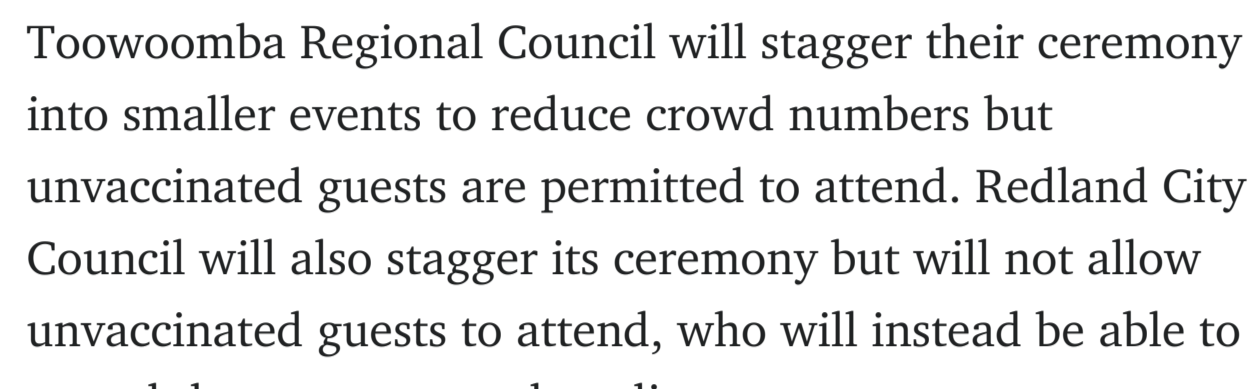 Toowoomba Regional Council will stagger their ceremony
into smaller events to reduce crowd numbers but
unvaccinated guests are permitted to attend. Redland City
Council will also stagger its ceremony but will not allow
unvaccinated guests to attend, who will instead be able to